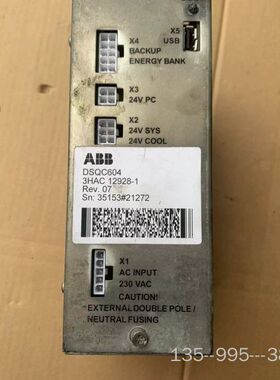 X5
USB
X4
BACKUP
ENERGY BANK
X3
24V PC
X2
24V SYS
24V COOL
ABB
DSQC604
3HAC 12928-1
Rev. 07
Sn: 35153#21272
X1
AC INPUT
230 VAC
CAUTION!
EXTERNAL DOUBLE POLE /
NEUTRAL FUSING